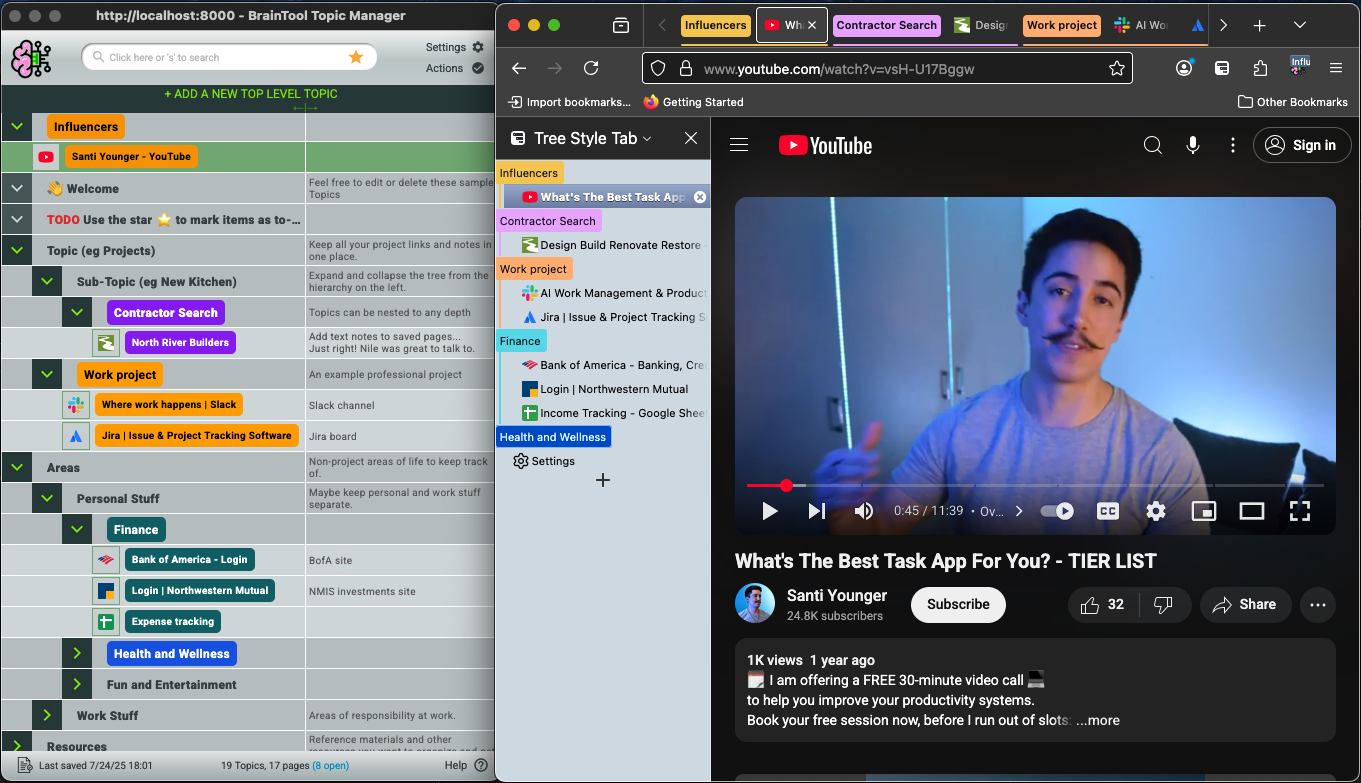 http://localhost:8000 - BrainTool Topic Manager
Click here or 's' to search
Settings
Actions
+ ADD A NEW TOP LEVEL TOPIC
Influencers
Santi Younger - YouTube
Welcome
Feel free to edit or delete these sample
Topics
TODO Use the star ⭐ to mark items as to-...
Topic (eg Projects)
Keep all your project links and notes in
one place.
Sub-Topic (eg New Kitchen)
Expand and collapse the tree from the
hierarchy on the left.
Contractor Search
Topics can be nested to any depth
North River Builders
Add text notes to saved pages...
Just right! Nile was great to talk to.
Work project
An example professional project
Where work happens | Slack
Slack channel
Jira | Issue & Project Tracking Software
Jira board
Areas
Non-project areas of life to keep track
of.
Personal Stuff
Maybe keep personal and work stuff
separate.
Finance
Bank of America - Login
BofA site
Login | Northwestern Mutual
NMIS investments site
Expense tracking
Health and Wellness
Fun and Entertainment
Work Stuff
Areas of responsibility at work.
Resources
Reference materials and other
Last saved 7/24/25 18:01
19 Topics, 17 pages (8 open)
Help
Influencers
Wh
Contractor Search
Desig
Work project
AI Wo
www.youtube.com/watch?v=vsH-U17Bggw
Influ
Import bookmarks...
Getting Started
Other Bookmarks
Tree Style Tab
Influencers
What's The Best Task App
Contractor Search
Design Build Renovate Restore -
Work project
AI Work Management & Product
Jira | Issue & Project Tracking S
Finance
Bank of America - Banking, Cre
Login | Northwestern Mutual
Income Tracking - Google Shee
Health and Wellness
Settings
YouTube
Sign in
0:45 / 11:39 • Ov...
CC
What's The Best Task App For You? - TIER LIST
Santi Younger
24.8K subscribers
Subscribe
32
Share
1K views 1 year ago
I am offering a FREE 30-minute video call
to help you improve your productivity systems.
Book your free session now, before I run out of slots: ...more